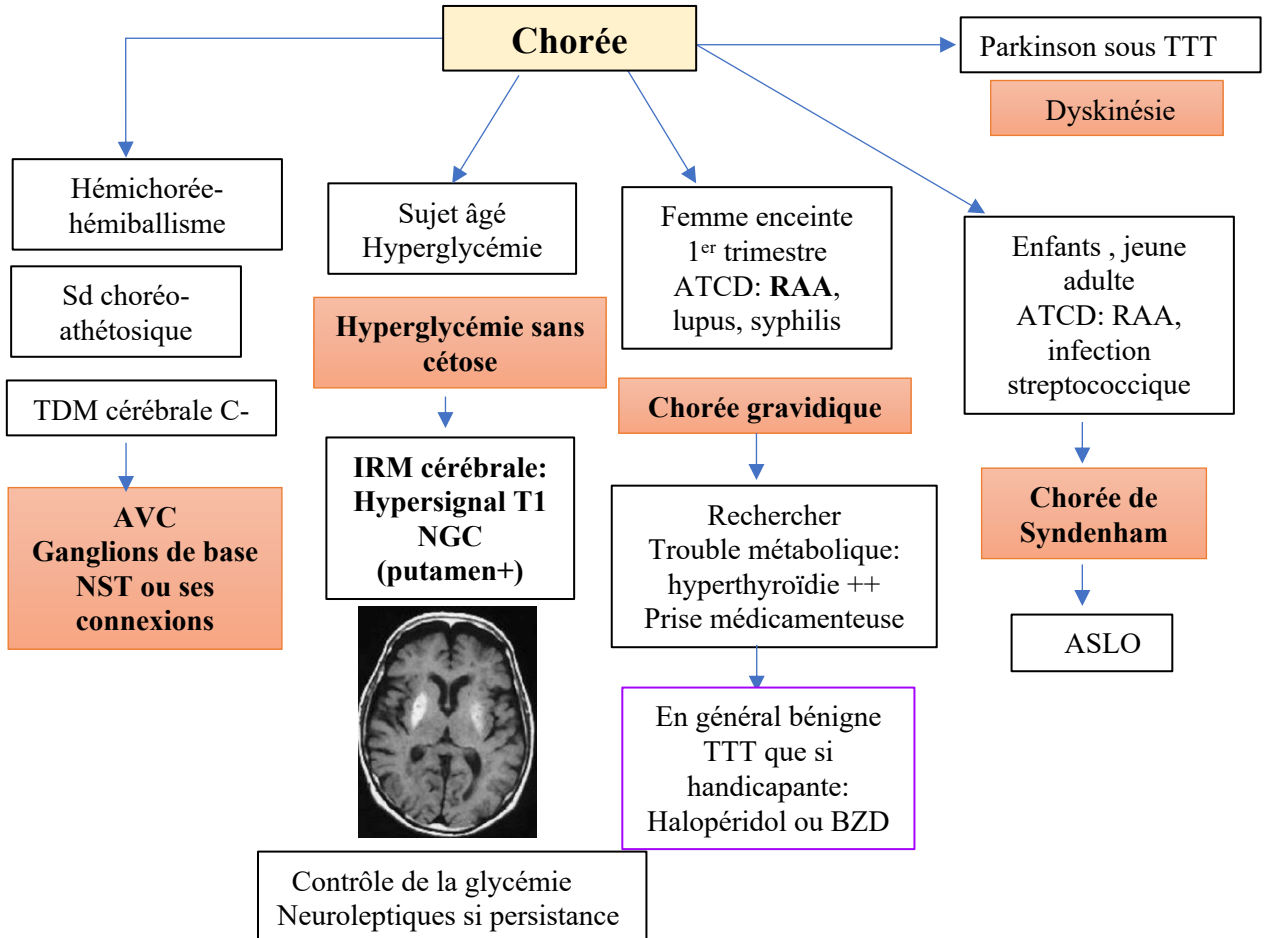 Chorée
Parkinson sous TTT
Dyskinésie
Hémichorée-
hémiballisme
Sd choréo-
athétosique
TDM cérébrale C-
AVC
Ganglions de base
NST ou ses
connexions
Sujet âgé
Hyperglycémie
Hyperglycémie sans
cétose
IRM cérébrale:
Hypersignal T1
NGC
(putamen+)
Contrôle de la glycémie
Neuroleptiques si persistance
Femme enceinte
1er trimestre
ATCD: RAA,
lupus, syphilis
Chorée gravidique
Rechercher
Trouble métabolique:
hyperthyroïdie ++
Prise médicamenteuse
En général bénigne
TTT que si
handicapante:
Halopéridol ou BZD
Enfants , jeune
adulte
ATCD: RAA,
infection
streptococcique
Chorée de
Syndenham
ASLO